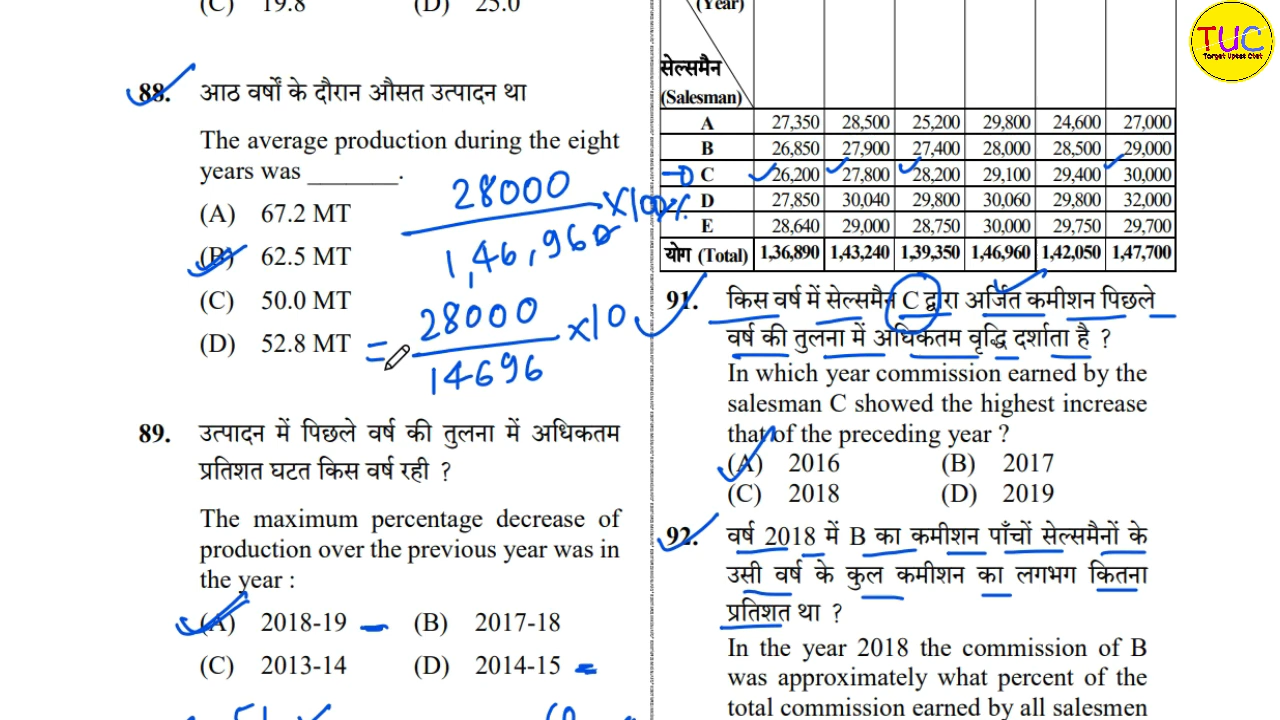 (C) 19.8 (D) 25.0
88. आठ वर्षों के दौरान औसत उत्पादन था
The average production during the eight
years was ________.
(A) 67.2 MT
(B) 62.5 MT
(C) 50.0 MT
(D) 52.8 MT
28000
1,46,960
×100%
= 28000
14696
×10
89. उत्पादन में पिछले वर्ष की तुलना में अधिकतम
प्रतिशत घटत किस वर्ष रही ?
The maximum percentage decrease of
production over the previous year was in
the year :
(A) 2018-19 (B) 2017-18
(C) 2013-14 (D) 2014-15
(Year)
सेल्समैन
(Salesman)
A 27,350 28,500 25,200 29,800 24,600 27,000
B 26,850 27,900 27,400 28,000 28,500 29,000
C 26,200 27,800 28,200 29,100 29,400 30,000
D 27,850 30,040 29,800 30,060 29,800 32,000
E 28,640 29,000 28,750 30,000 29,750 29,700
योग (Total) 1,36,890 1,43,240 1,39,350 1,46,960 1,42,050 1,47,700
91. किस वर्ष में सेल्समैन C द्वारा अर्जित कमीशन पिछले
वर्ष की तुलना में अधिकतम वृद्धि दर्शाता है ?
In which year commission earned by the
salesman C showed the highest increase
that of the preceding year ?
(A) 2016 (B) 2017
(C) 2018 (D) 2019
92. वर्ष 2018 में B का कमीशन पाँचों सेल्समैनों के
उसी वर्ष के कुल कमीशन का लगभग कितना
प्रतिशत था ?
In the year 2018 the commission of B
was approximately what percent of the
total commission earned by all salesmen
TUC
Target Upess Ctet